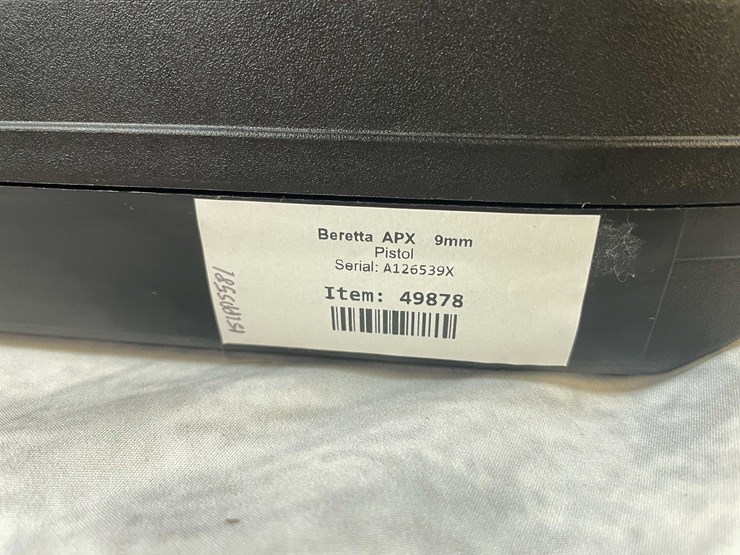 Beretta APX 9mm
Pistol
Serial: A126539X
Item: 49878